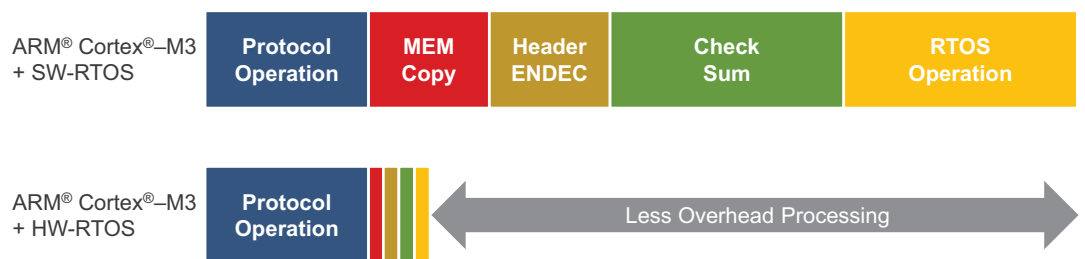 ARM® Cortex®–M3
+ SW-RTOS
Protocol
Operation
MEM
Copy
Header
ENDEC
Check
Sum
RTOS
Operation
ARM® Cortex®–M3
+ HW-RTOS
Protocol
Operation
Less Overhead Processing